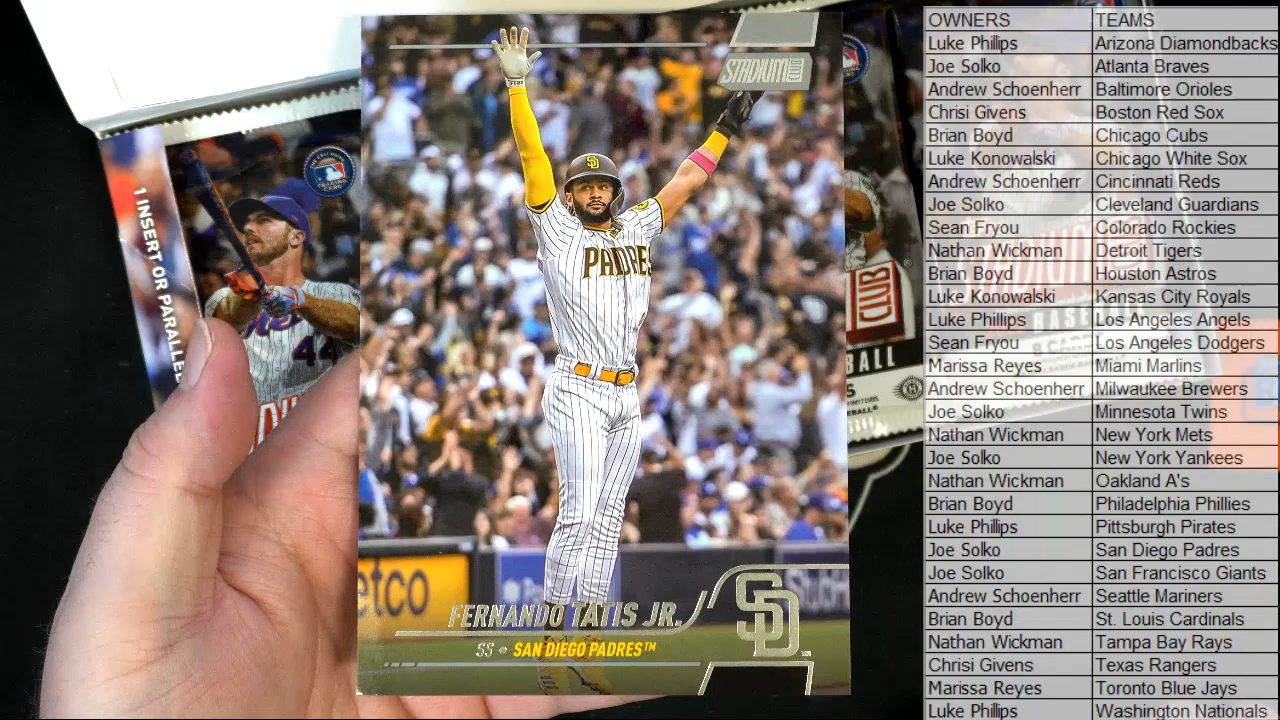 1 INSERT OR PARALLEL
44
STADIUM CLUB
SD
PADRES
etco
FERNANDO TATIS JR.
SS • SAN DIEGO PADRES™
SD
CLUB
BALL
OWNERS TEAMS
Luke Phillips Arizona Diamondbacks
Joe Solko Atlanta Braves
Andrew Schoenherr Baltimore Orioles
Chrisi Givens Boston Red Sox
Brian Boyd Chicago Cubs
Luke Konowalski Chicago White Sox
Andrew Schoenherr Cincinnati Reds
Joe Solko Cleveland Guardians
Sean Fryou Colorado Rockies
Nathan Wickman Detroit Tigers
Brian Boyd Houston Astros
Luke Konowalski Kansas City Royals
Luke Phillips Los Angeles Angels
Sean Fryou Los Angeles Dodgers
Marissa Reyes Miami Marlins
Andrew Schoenherr Milwaukee Brewers
Joe Solko Minnesota Twins
Nathan Wickman New York Mets
Joe Solko New York Yankees
Nathan Wickman Oakland A's
Brian Boyd Philadelphia Phillies
Luke Phillips Pittsburgh Pirates
Joe Solko San Diego Padres
Joe Solko San Francisco Giants
Andrew Schoenherr Seattle Mariners
Brian Boyd St. Louis Cardinals
Nathan Wickman Tampa Bay Rays
Chrisi Givens Texas Rangers
Marissa Reyes Toronto Blue Jays
Luke Phillips Washington Nationals